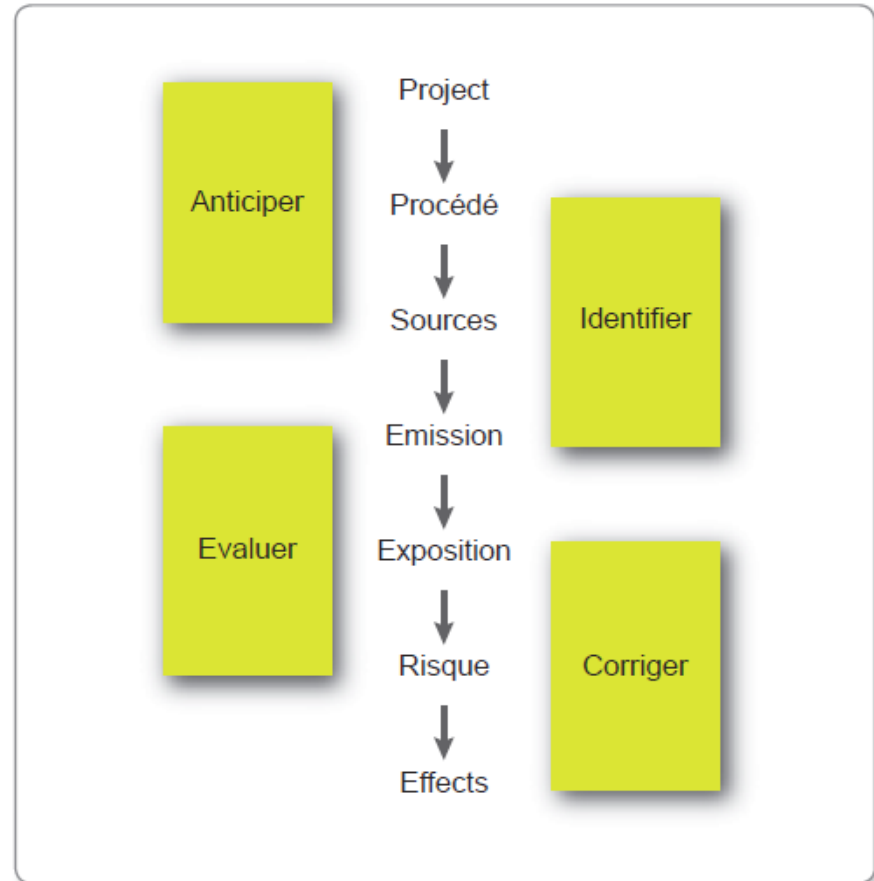 Project
Anticiper
Procédé
Sources
Identifier
Emission
Evaluer
Exposition
Risque
Corriger
Effects